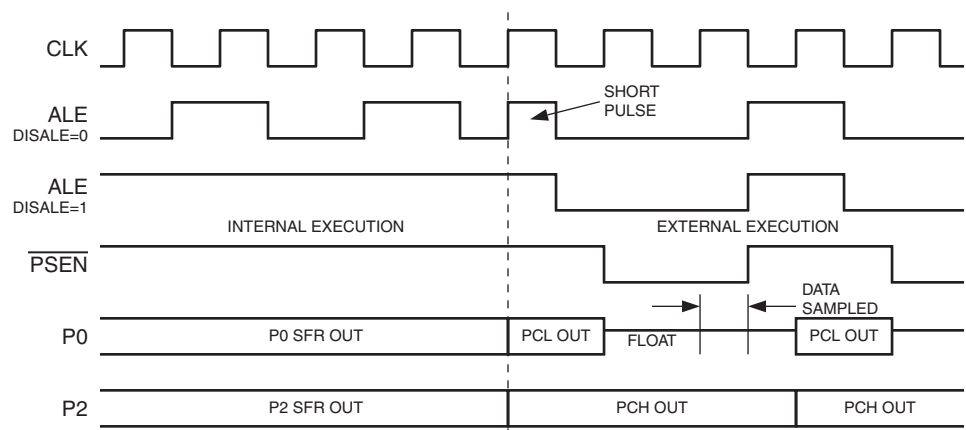 CLK
ALE
DISALE=0
SHORT
PULSE
ALE
DISALE=1
INTERNAL EXECUTION
EXTERNAL EXECUTION
PSEN
DATA
SAMPLED
P0
P0 SFR OUT
PCL OUT
FLOAT
PCL OUT
P2
P2 SFR OUT
PCH OUT
PCH OUT